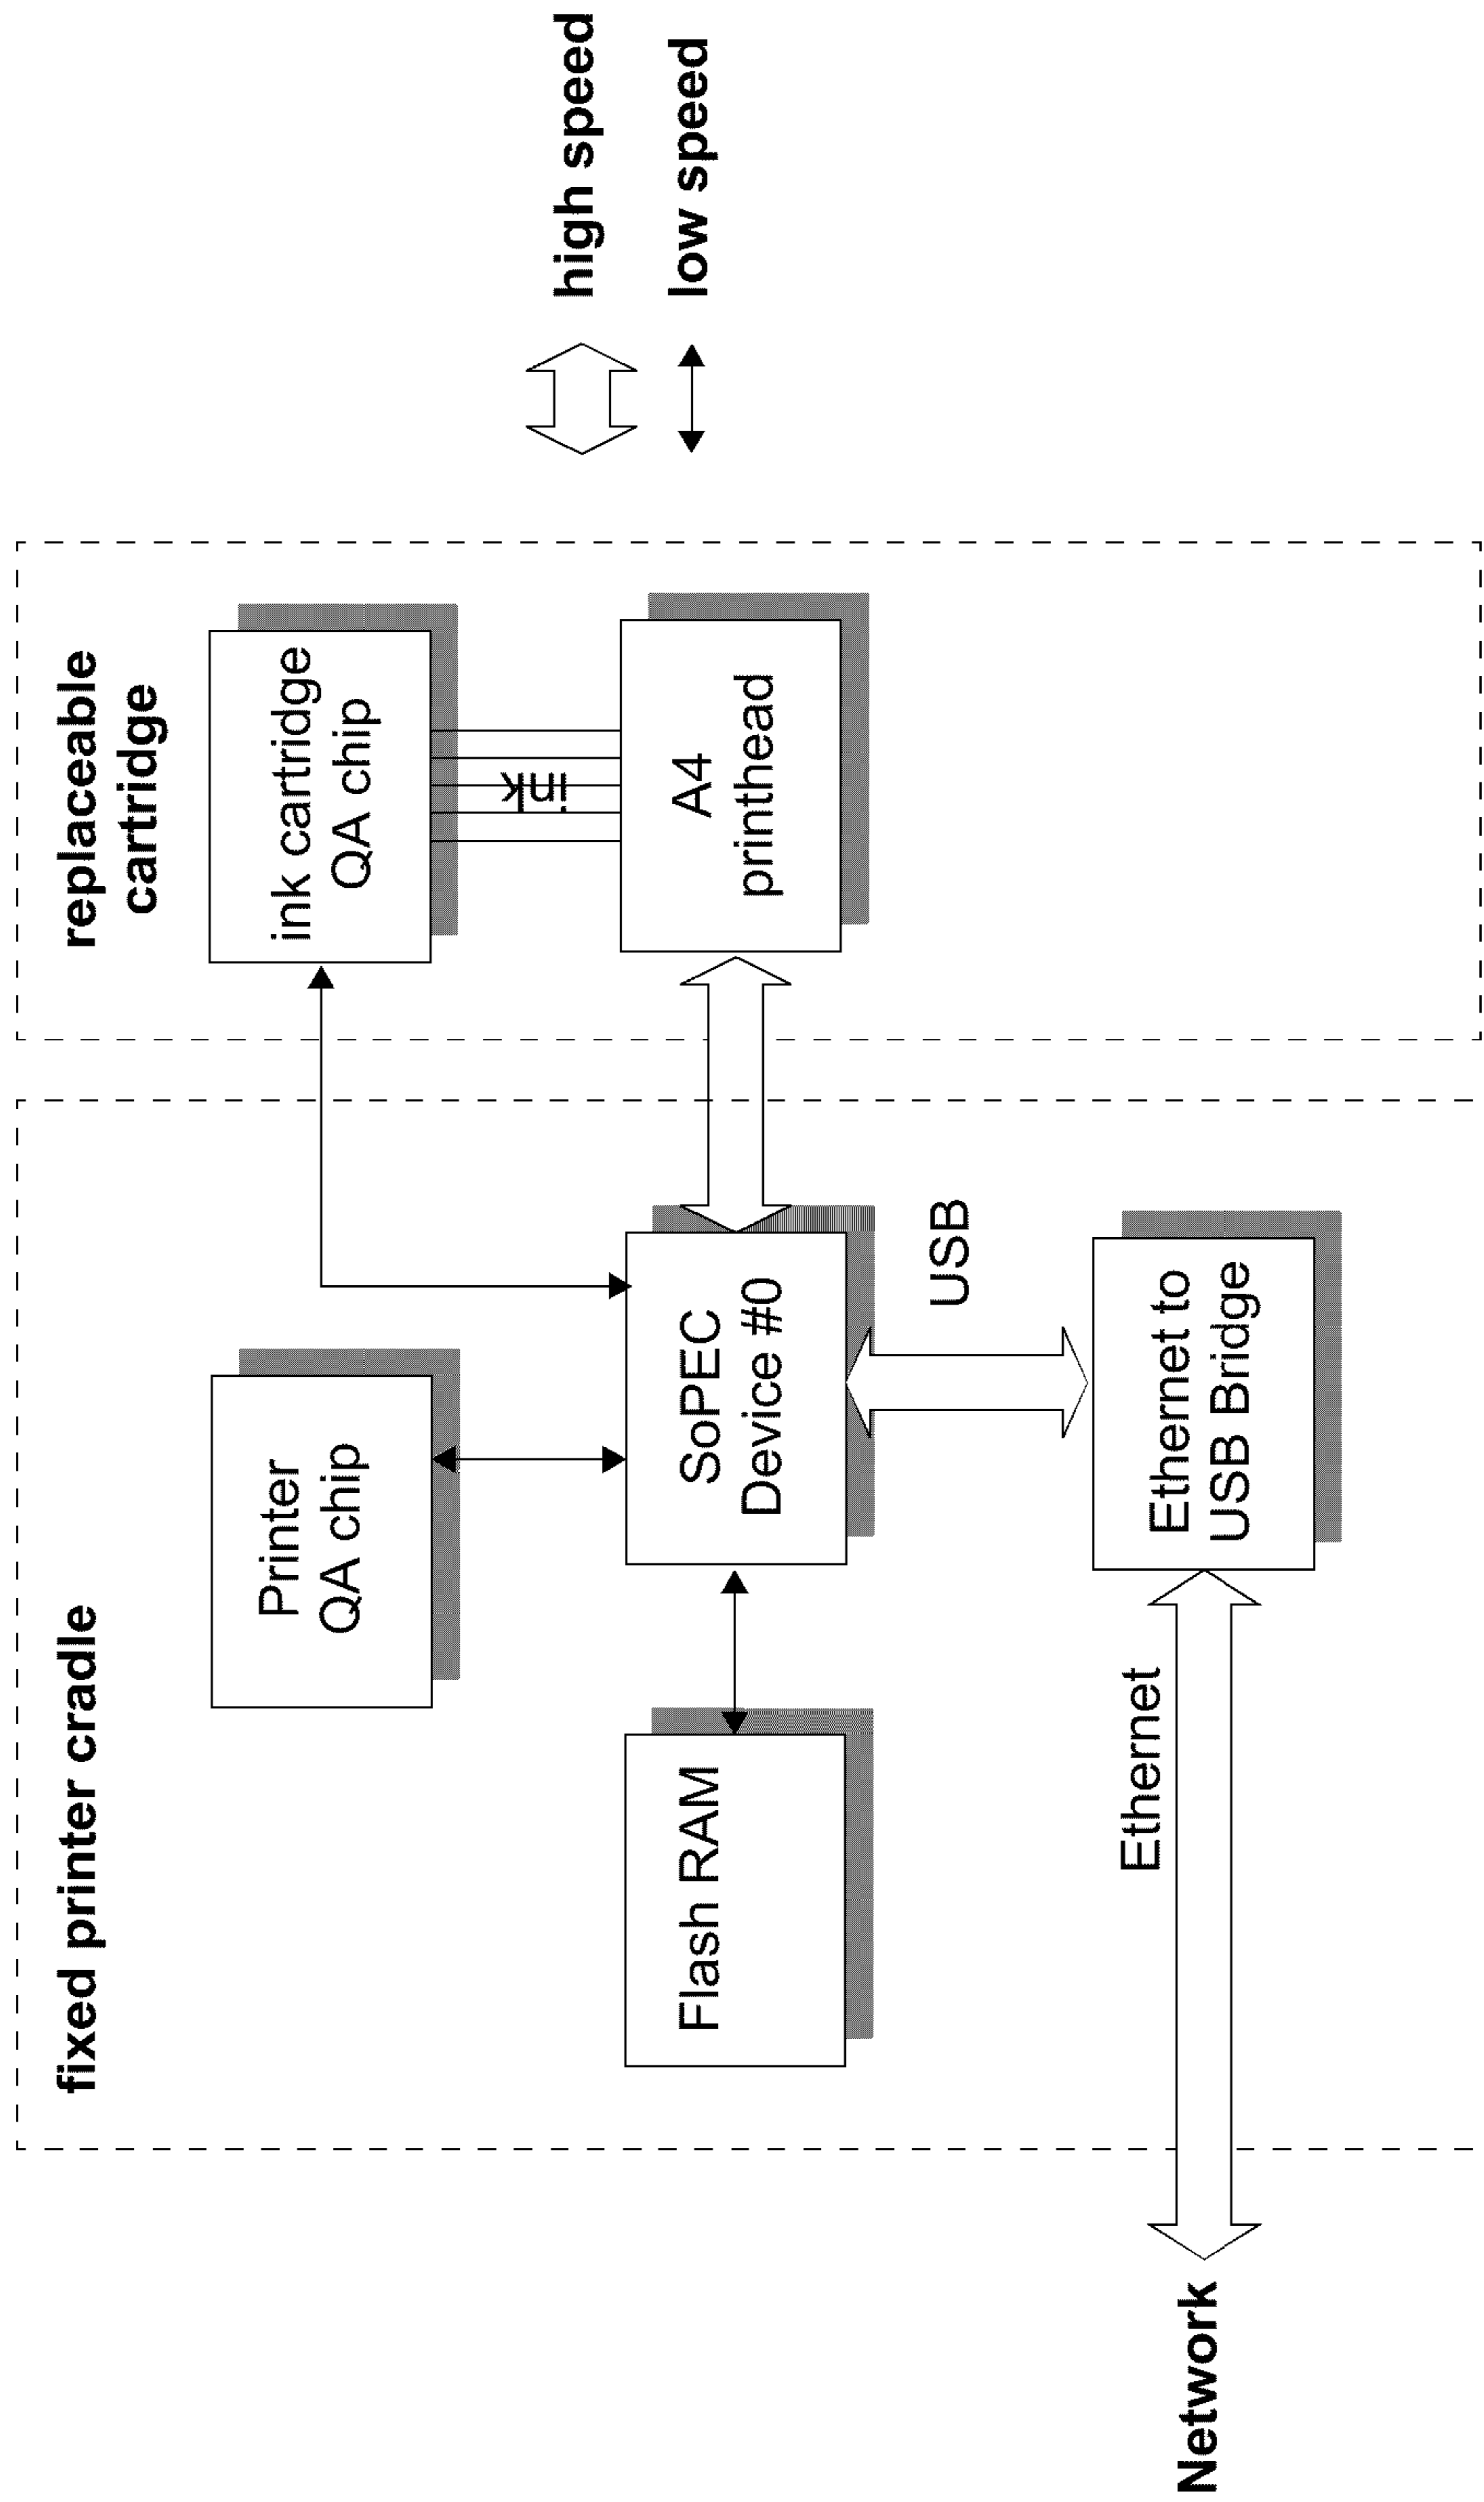 fixed printer cradle
replaceable
cartridge
Printer
QA chip
ink cartridge
QA chip
ink
high speed
low speed
Flash RAM
SoPEC
Device #0
A4
printhead
USB
Ethernet
Ethernet to
USB Bridge
Network